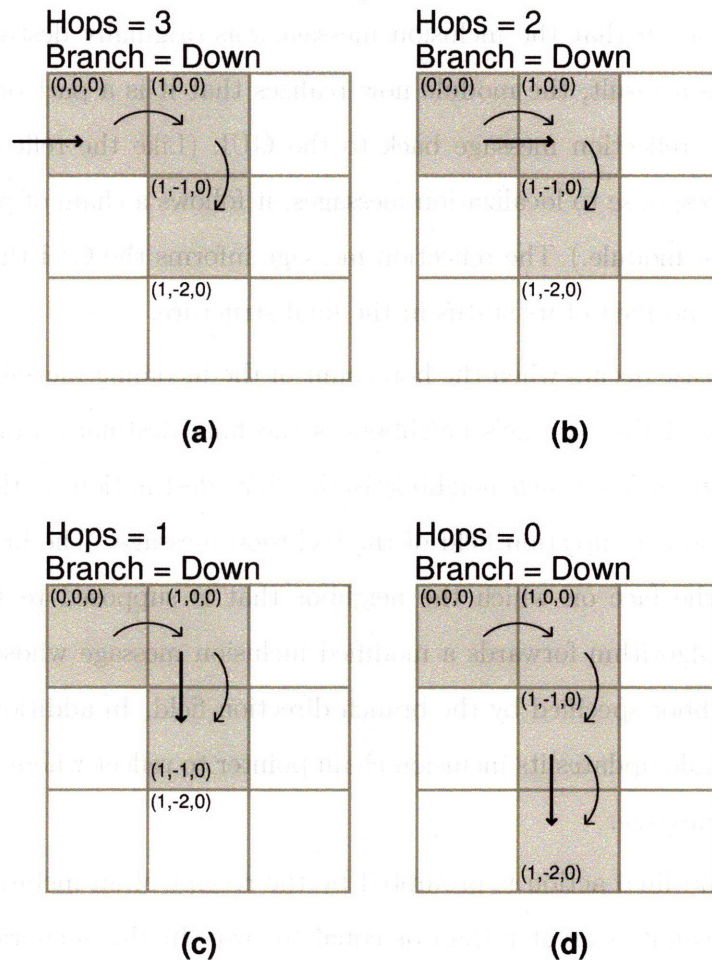 Hops = 3
Branch = Down
(0,0,0) (1,0,0)
(1,-1,0)
(1,-2,0)
(a)
Hops = 2
Branch = Down
(0,0,0) (1,0,0)
(1,-1,0)
(1,-2,0)
(b)
Hops = 1
Branch = Down
(0,0,0) (1,0,0)
(1,-1,0)
(1,-2,0)
(c)
Hops = 0
Branch = Down
(0,0,0) (1,0,0)
(1,-1,0)
(1,-2,0)
(d)